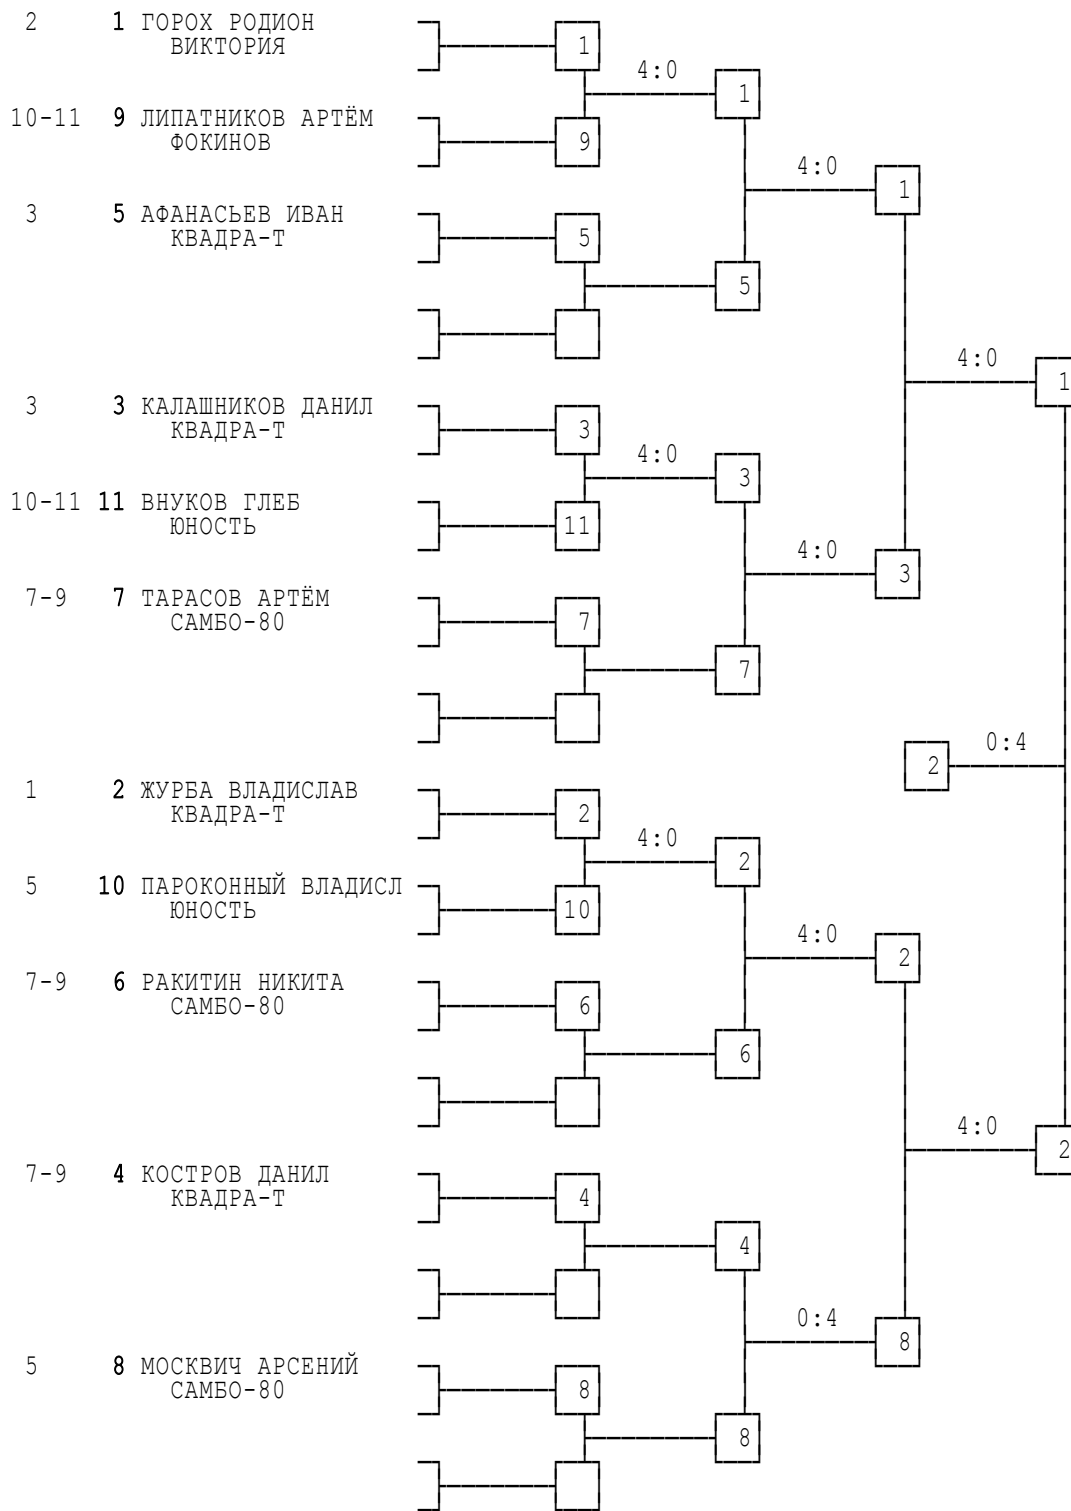 2 1 ГОРОХ РОДИОН 1
ВИКТОРИЯ
4:0 1
10-11 9 ЛИПАТНИКОВ АРТЁМ 9
ФОКИНОВ
4:0 1
3 5 АФАНАСЬЕВ ИВАН 5
КВАДРА-Т
5
4:0 1
3 3 КАЛАШНИКОВ ДАНИЛ 3
КВАДРА-Т
4:0 3
10-11 11 ВНУКОВ ГЛЕБ 11
ЮНОСТЬ
4:0 3
7-9 7 ТАРАСОВ АРТЁМ 7
САМБО-80
7
2 0:4
1 2 ЖУРБА ВЛАДИСЛАВ 2
КВАДРА-Т
4:0 2
5 10 ПАРОКОННЫЙ ВЛАДИСЛ 10
ЮНОСТЬ
4:0 2
7-9 6 РАКИТИН НИКИТА 6
САМБО-80
6
4:0 2
7-9 4 КОСТРОВ ДАНИЛ 4
КВАДРА-Т
4
0:4 8
5 8 МОСКВИЧ АРСЕНИЙ 8
САМБО-80
8